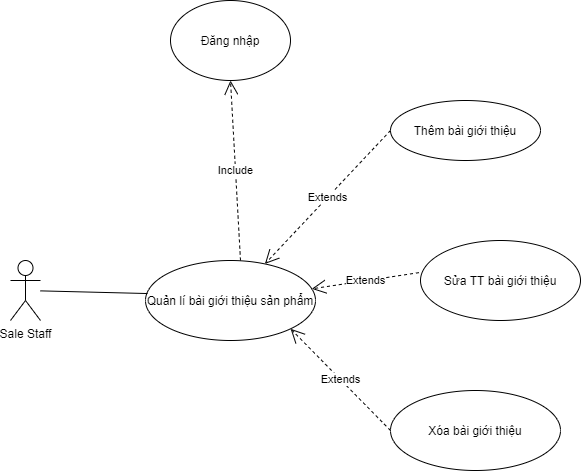 Đăng nhập
Thêm bài giới thiệu
Include
Extends
Extends
Sửa TT bài giới thiệu
Quản lí bài giới thiệu sản phẩm
Sale Staff
Extends
Xóa bài giới thiệu